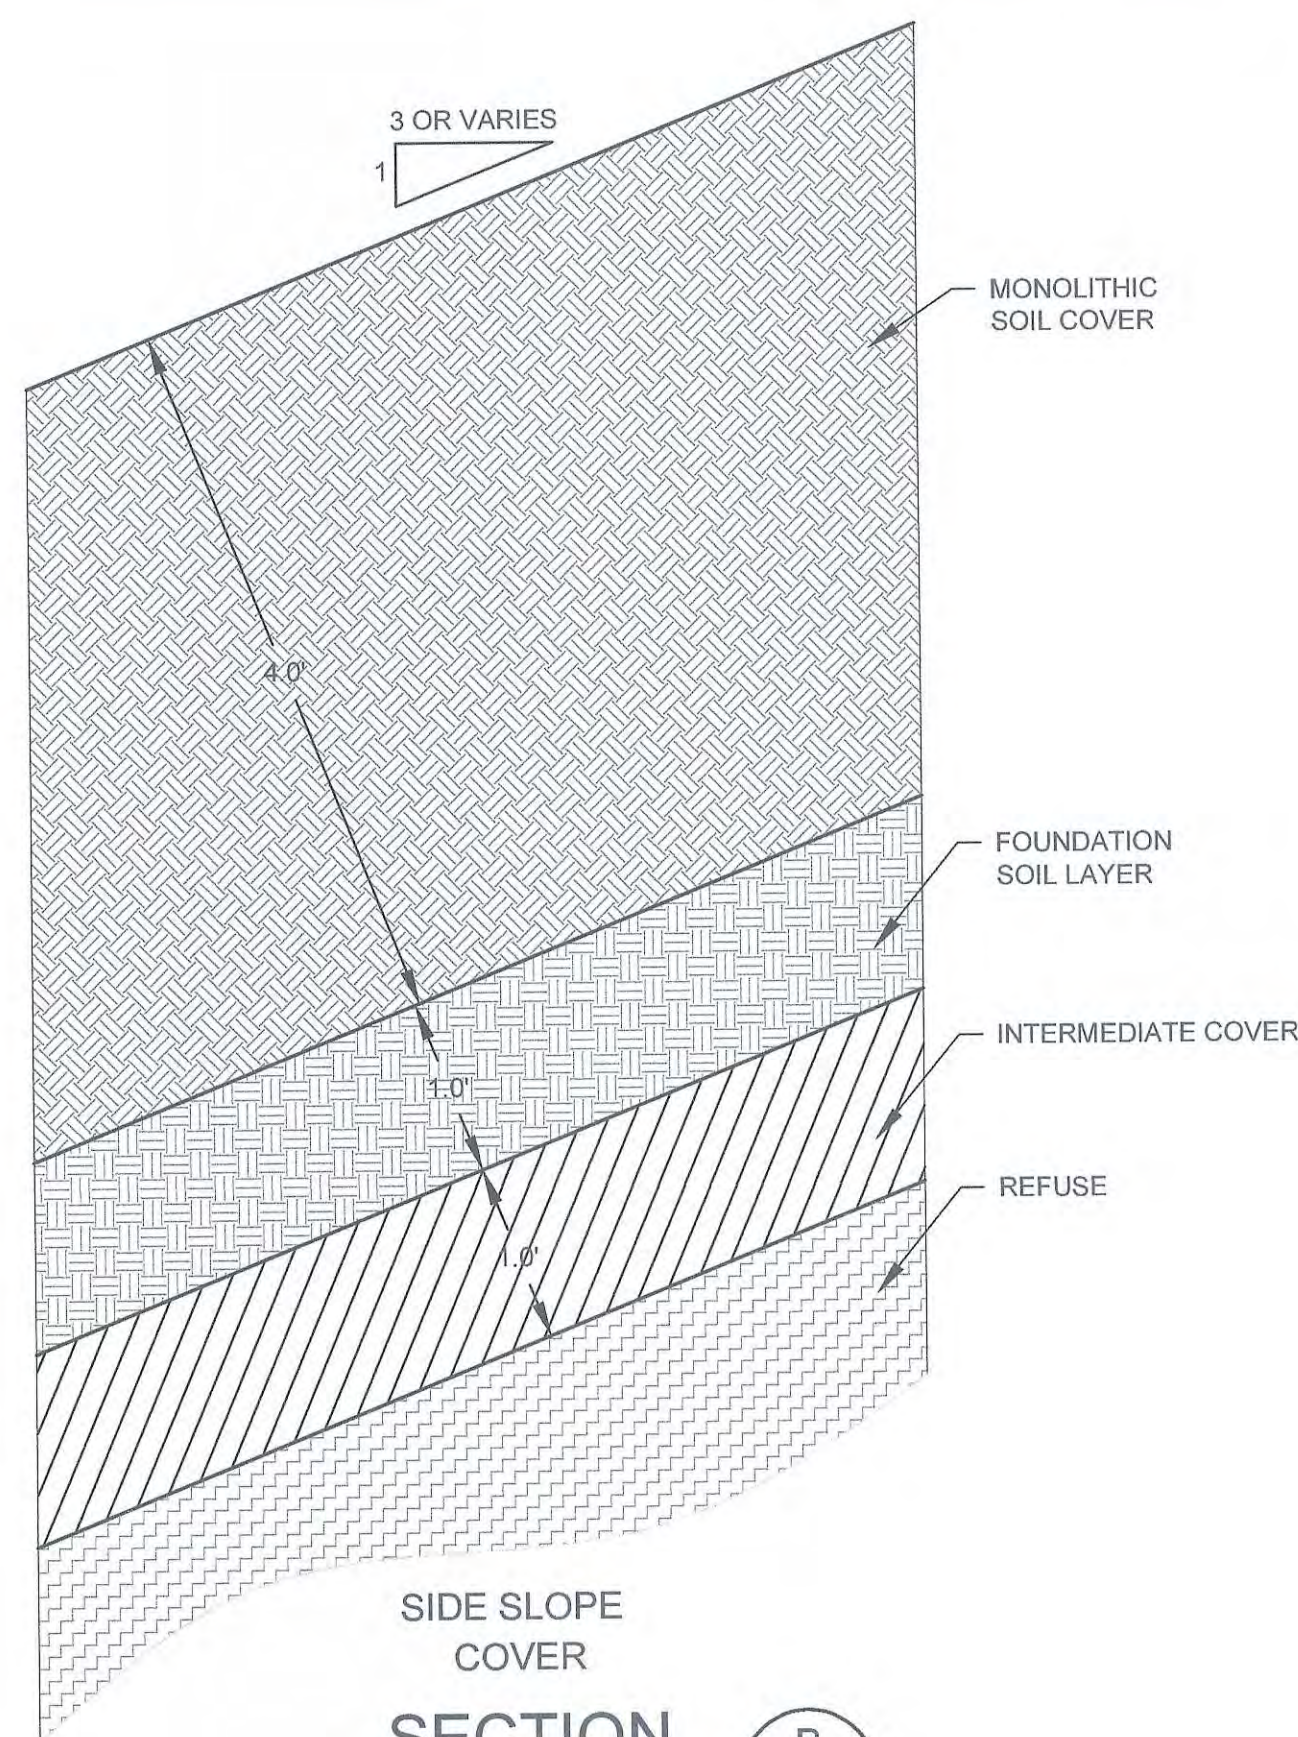 3 OR VARIES
1
MONOLITHIC
SOIL COVER
4.0'
FOUNDATION
SOIL LAYER
INTERMEDIATE COVER
1.0'
REFUSE
1.0'
SIDE SLOPE
COVER
SECTION
B